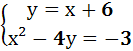 y = x + 6
x² − 4y = −3